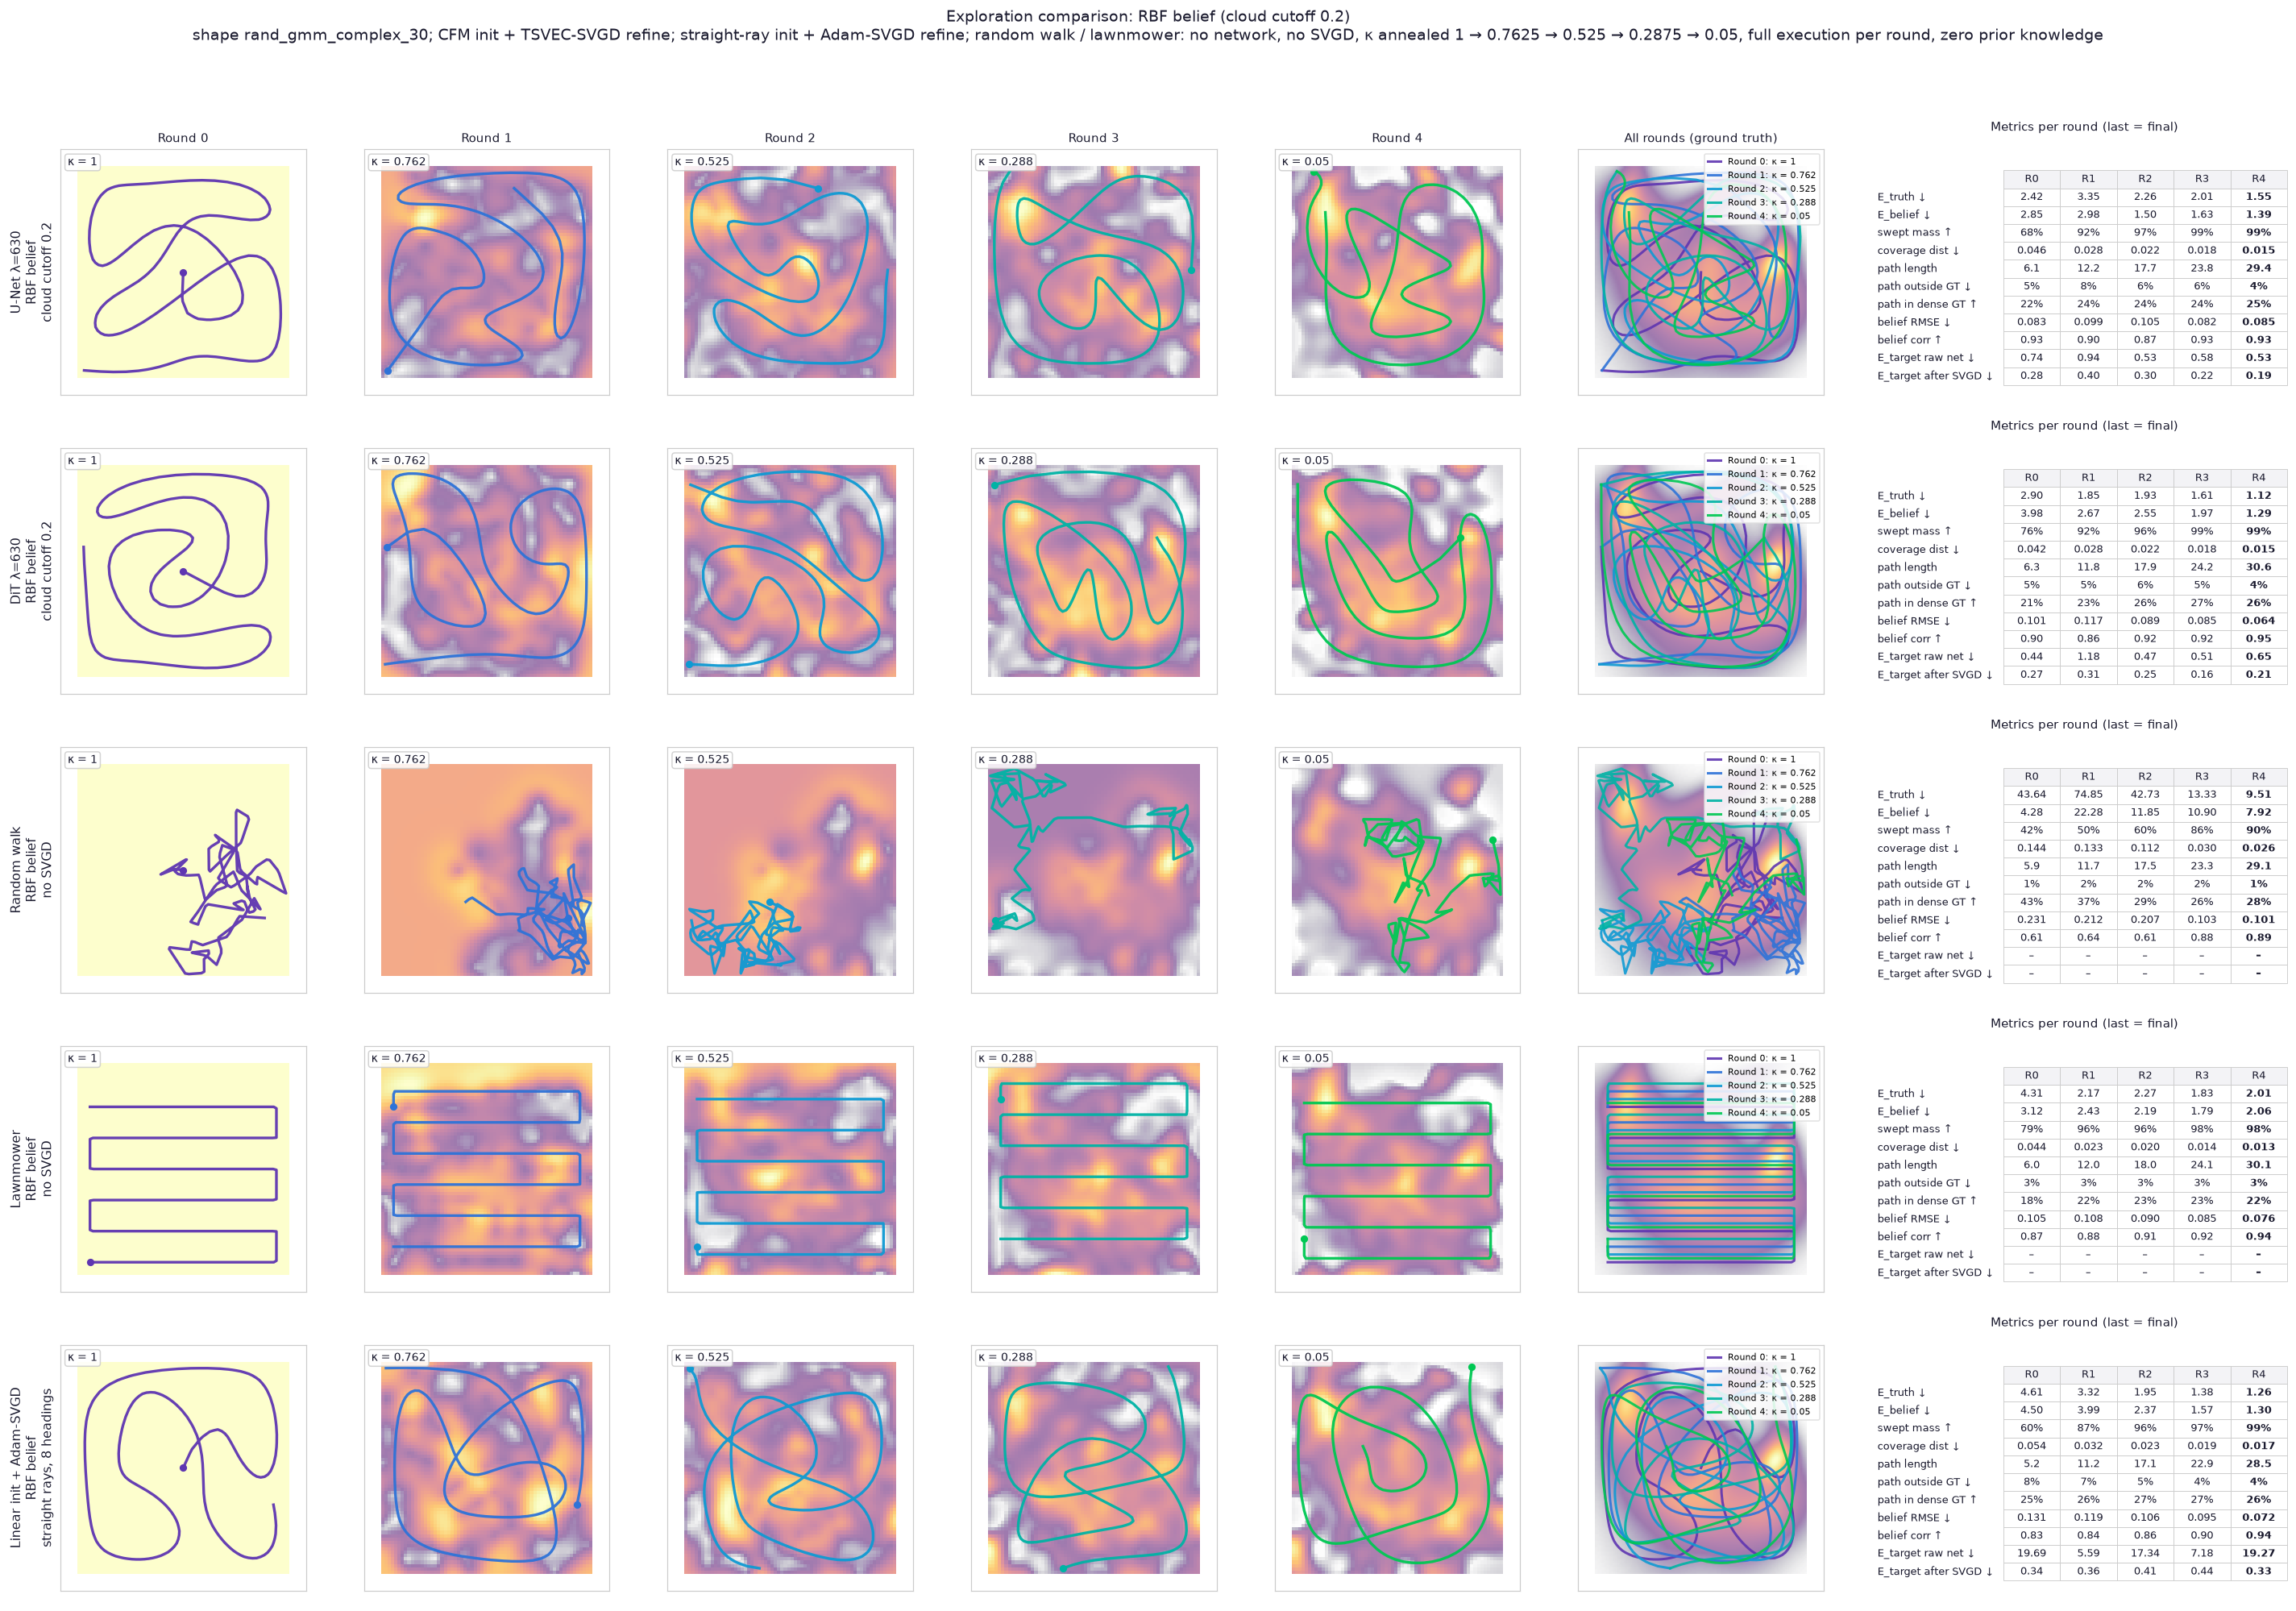 Exploration comparison: RBF belief (cloud cutoff 0.2)
shape rand_gmm_complex_30; CFM init + TSVEC-SVGD refine; straight-ray init + Adam-SVGD refine; random walk / lawnmower: no network, no SVGD, κ annealed 1 → 0.7625 → 0.525 → 0.2875 → 0.05, full execution per round, zero prior knowledge
Round 0 Round 1 Round 2 Round 3 Round 4 All rounds (ground truth) Metrics per round (last = final)
U-Net λ=630
RBF belief
cloud cutoff 0.2
κ = 1 κ = 0.762 κ = 0.525 κ = 0.288 κ = 0.05
Round 0: κ = 1
Round 1: κ = 0.762
Round 2: κ = 0.525
Round 3: κ = 0.288
Round 4: κ = 0.05
R0 R1 R2 R3 R4
E_truth ↓ 2.42 3.35 2.26 2.01 1.55
E_belief ↓ 2.85 2.98 1.50 1.63 1.39
swept mass ↑ 68% 92% 97% 99% 99%
coverage dist ↓ 0.046 0.028 0.022 0.018 0.015
path length 6.1 12.2 17.7 23.8 29.4
path outside GT ↓ 5% 8% 6% 6% 4%
path in dense GT ↑ 22% 24% 24% 24% 25%
belief RMSE ↓ 0.083 0.099 0.105 0.082 0.085
belief corr ↑ 0.93 0.90 0.87 0.93 0.93
E_target raw net ↓ 0.74 0.94 0.53 0.58 0.53
E_target after SVGD ↓ 0.28 0.40 0.30 0.22 0.19
DiT λ=630
RBF belief
cloud cutoff 0.2
κ = 1 κ = 0.762 κ = 0.525 κ = 0.288 κ = 0.05
Round 0: κ = 1
Round 1: κ = 0.762
Round 2: κ = 0.525
Round 3: κ = 0.288
Round 4: κ = 0.05
Metrics per round (last = final)
R0 R1 R2 R3 R4
E_truth ↓ 2.90 1.85 1.93 1.61 1.12
E_belief ↓ 3.98 2.67 2.55 1.97 1.29
swept mass ↑ 76% 92% 96% 99% 99%
coverage dist ↓ 0.042 0.028 0.022 0.018 0.015
path length 6.3 11.8 17.9 24.2 30.6
path outside GT ↓ 5% 5% 6% 5% 4%
path in dense GT ↑ 21% 23% 26% 27% 26%
belief RMSE ↓ 0.101 0.117 0.089 0.085 0.064
belief corr ↑ 0.90 0.86 0.92 0.92 0.95
E_target raw net ↓ 0.44 1.18 0.47 0.51 0.65
E_target after SVGD ↓ 0.27 0.31 0.25 0.16 0.21
Random walk
RBF belief
no SVGD
κ = 1 κ = 0.762 κ = 0.525 κ = 0.288 κ = 0.05
Round 0: κ = 1
Round 1: κ = 0.762
Round 2: κ = 0.525
Round 3: κ = 0.288
Round 4: κ = 0.05
Metrics per round (last = final)
R0 R1 R2 R3 R4
E_truth ↓ 43.64 74.85 42.73 13.33 9.51
E_belief ↓ 4.28 22.28 11.85 10.90 7.92
swept mass ↑ 42% 50% 60% 86% 90%
coverage dist ↓ 0.144 0.133 0.112 0.030 0.026
path length 5.9 11.7 17.5 23.3 29.1
path outside GT ↓ 1% 2% 2% 2% 1%
path in dense GT ↑ 43% 37% 29% 26% 28%
belief RMSE ↓ 0.231 0.212 0.207 0.103 0.101
belief corr ↑ 0.61 0.64 0.61 0.88 0.89
E_target raw net ↓ – – – – –
E_target after SVGD ↓ – – – – –
Lawnmower
RBF belief
no SVGD
κ = 1 κ = 0.762 κ = 0.525 κ = 0.288 κ = 0.05
Round 0: κ = 1
Round 1: κ = 0.762
Round 2: κ = 0.525
Round 3: κ = 0.288
Round 4: κ = 0.05
Metrics per round (last = final)
R0 R1 R2 R3 R4
E_truth ↓ 4.31 2.17 2.27 1.83 2.01
E_belief ↓ 3.12 2.43 2.19 1.79 2.06
swept mass ↑ 79% 96% 96% 98% 98%
coverage dist ↓ 0.044 0.023 0.020 0.014 0.013
path length 6.0 12.0 18.0 24.1 30.1
path outside GT ↓ 3% 3% 3% 3% 3%
path in dense GT ↑ 18% 22% 23% 23% 22%
belief RMSE ↓ 0.105 0.108 0.090 0.085 0.076
belief corr ↑ 0.87 0.88 0.91 0.92 0.94
E_target raw net ↓ – – – – –
E_target after SVGD ↓ – – – – –
Linear init + Adam-SVGD
RBF belief
straight rays, 8 headings
κ = 1 κ = 0.762 κ = 0.525 κ = 0.288 κ = 0.05
Round 0: κ = 1
Round 1: κ = 0.762
Round 2: κ = 0.525
Round 3: κ = 0.288
Round 4: κ = 0.05
Metrics per round (last = final)
R0 R1 R2 R3 R4
E_truth ↓ 4.61 3.32 1.95 1.38 1.26
E_belief ↓ 4.50 3.99 2.37 1.57 1.30
swept mass ↑ 60% 87% 96% 97% 99%
coverage dist ↓ 0.054 0.032 0.023 0.019 0.017
path length 5.2 11.2 17.1 22.9 28.5
path outside GT ↓ 8% 7% 5% 4% 4%
path in dense GT ↑ 25% 26% 27% 27% 26%
belief RMSE ↓ 0.131 0.119 0.106 0.095 0.072
belief corr ↑ 0.83 0.84 0.86 0.90 0.94
E_target raw net ↓ 19.69 5.59 17.34 7.18 19.27
E_target after SVGD ↓ 0.34 0.36 0.41 0.44 0.33